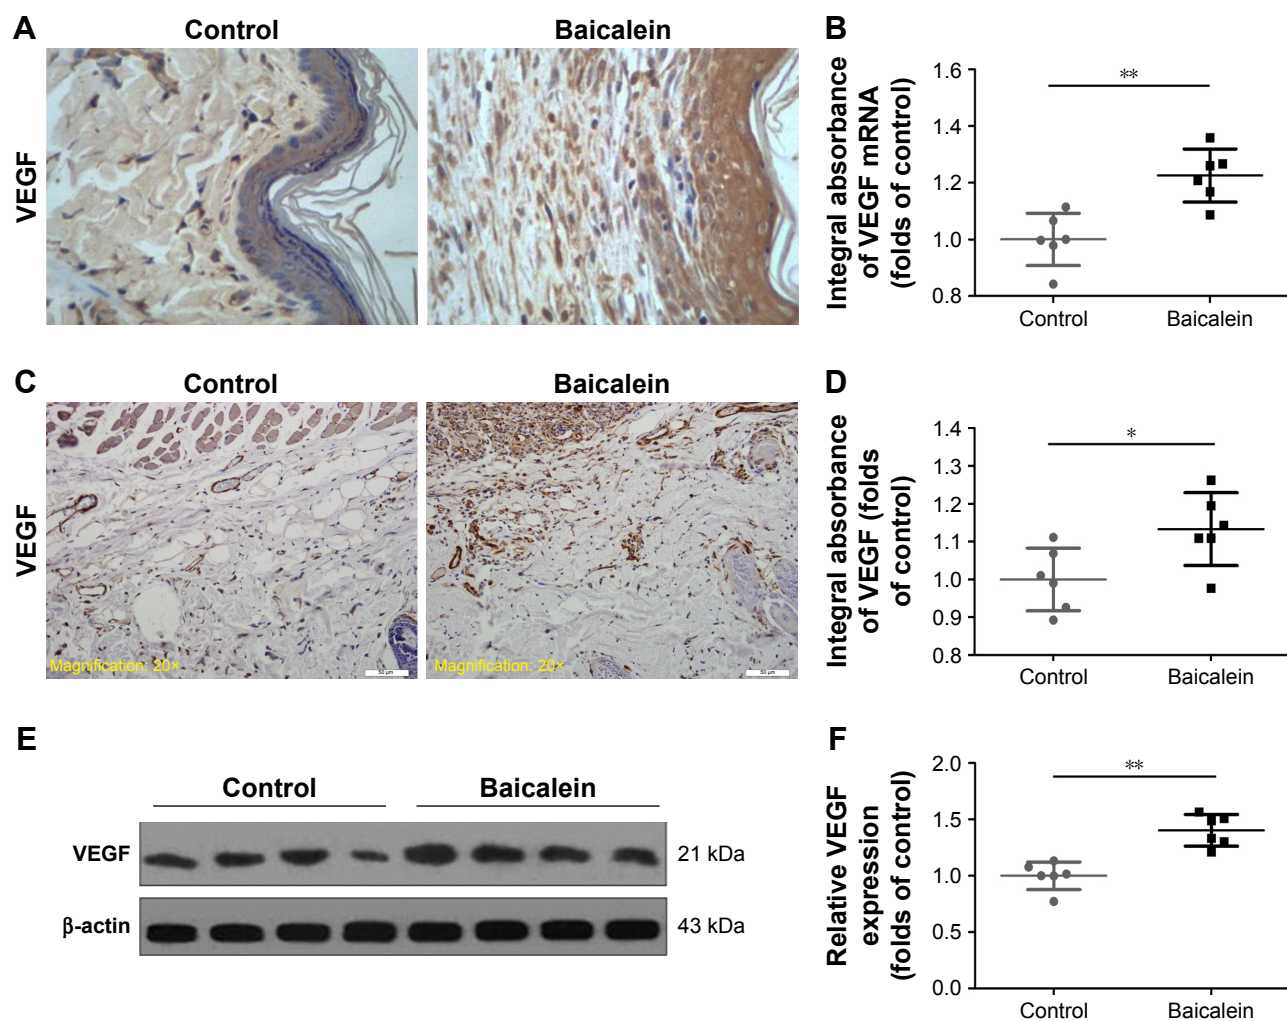 A
Control
Baicalein
VEGF
B
Integral absorbance
of VEGF mRNA
(folds of control)
1.6
1.4
1.2
1.0
0.8
**
Control
Baicalein
C
Control
Baicalein
VEGF
Magnification: 20×
50 µm
Magnification: 20×
50 µm
D
Integral absorbance
of VEGF (folds
of control)
1.4
1.3
1.2
1.1
1.0
0.9
0.8
*
Control
Baicalein
E
Control
Baicalein
VEGF
21 kDa
β-actin
43 kDa
F
Relative VEGF
expression
(folds of control)
2.0
1.5
1.0
0.5
0.0
**
Control
Baicalein